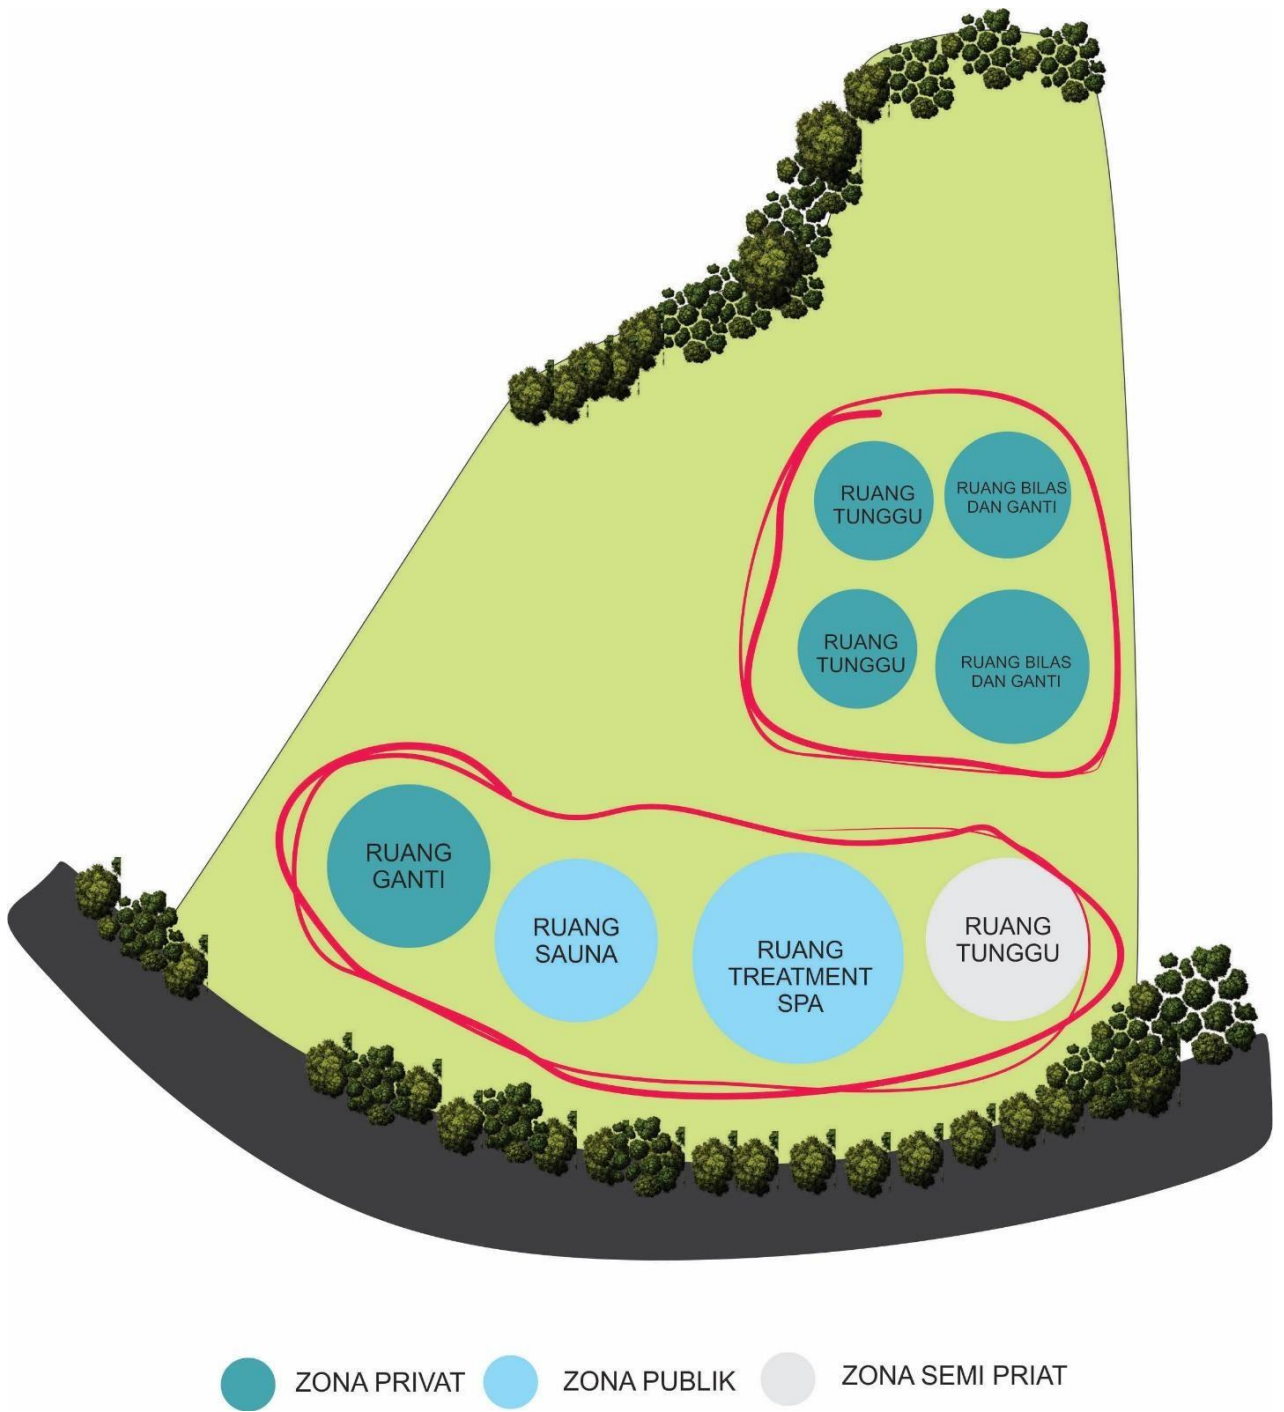 RUANG
TUNGGU
RUANG BILAS
DAN GANTI
RUANG
TUNGGU
RUANG BILAS
DAN GANTI
RUANG
GANTI
RUANG
SAUNA
RUANG
TREATMENT
SPA
RUANG
TUNGGU
ZONA PRIVAT
ZONA PUBLIK
ZONA SEMI PRIAT